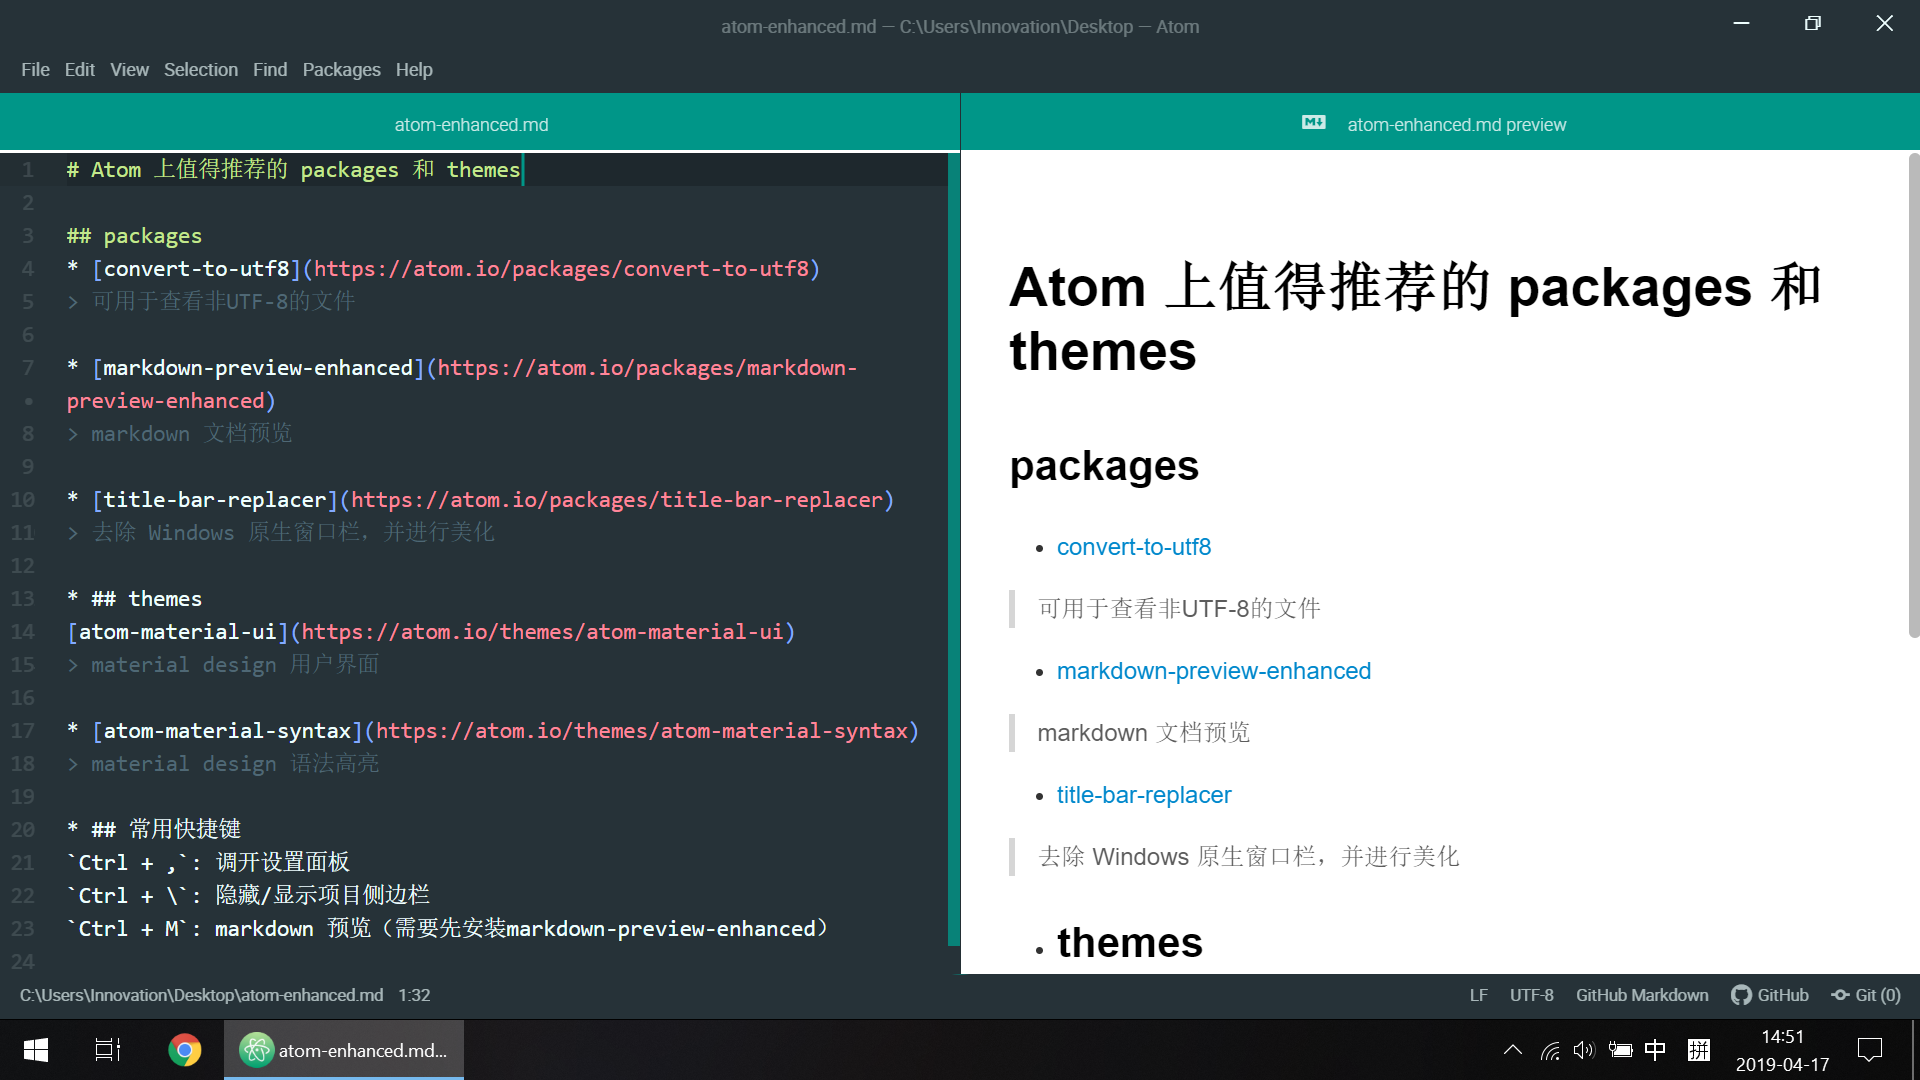 atom-enhanced.md — C:\Users\Innovation\Desktop — Atom
File Edit View Selection Find Packages Help
atom-enhanced.md
1 # Atom 上值得推荐的 packages 和 themes
2
3 ## packages
4 * [convert-to-utf8](https://atom.io/packages/convert-to-utf8)
5 > 可用于查看非UTF-8的文件
6
7 * [markdown-preview-enhanced](https://atom.io/packages/markdown-
• preview-enhanced)
8 > markdown 文档预览
9
10 * [title-bar-replacer](https://atom.io/packages/title-bar-replacer)
11 > 去除 Windows 原生窗口栏，并进行美化
12
13 * ## themes
14 [atom-material-ui](https://atom.io/themes/atom-material-ui)
15 > material design 用户界面
16
17 * [atom-material-syntax](https://atom.io/themes/atom-material-syntax)
18 > material design 语法高亮
19
20 * ## 常用快捷键
21 `Ctrl + ,`: 调开设置面板
22 `Ctrl + \`: 隐藏/显示项目侧边栏
23 `Ctrl + M`: markdown 预览（需要先安装markdown-preview-enhanced）
24
M↓ atom-enhanced.md preview
Atom 上值得推荐的 packages 和
themes
packages
• convert-to-utf8
可用于查看非UTF-8的文件
• markdown-preview-enhanced
markdown 文档预览
• title-bar-replacer
去除 Windows 原生窗口栏，并进行美化
• themes
C:\Users\Innovation\Desktop\atom-enhanced.md 1:32
LF UTF-8 GitHub Markdown GitHub Git (0)
atom-enhanced.md...
中 拼
14:51
2019-04-17